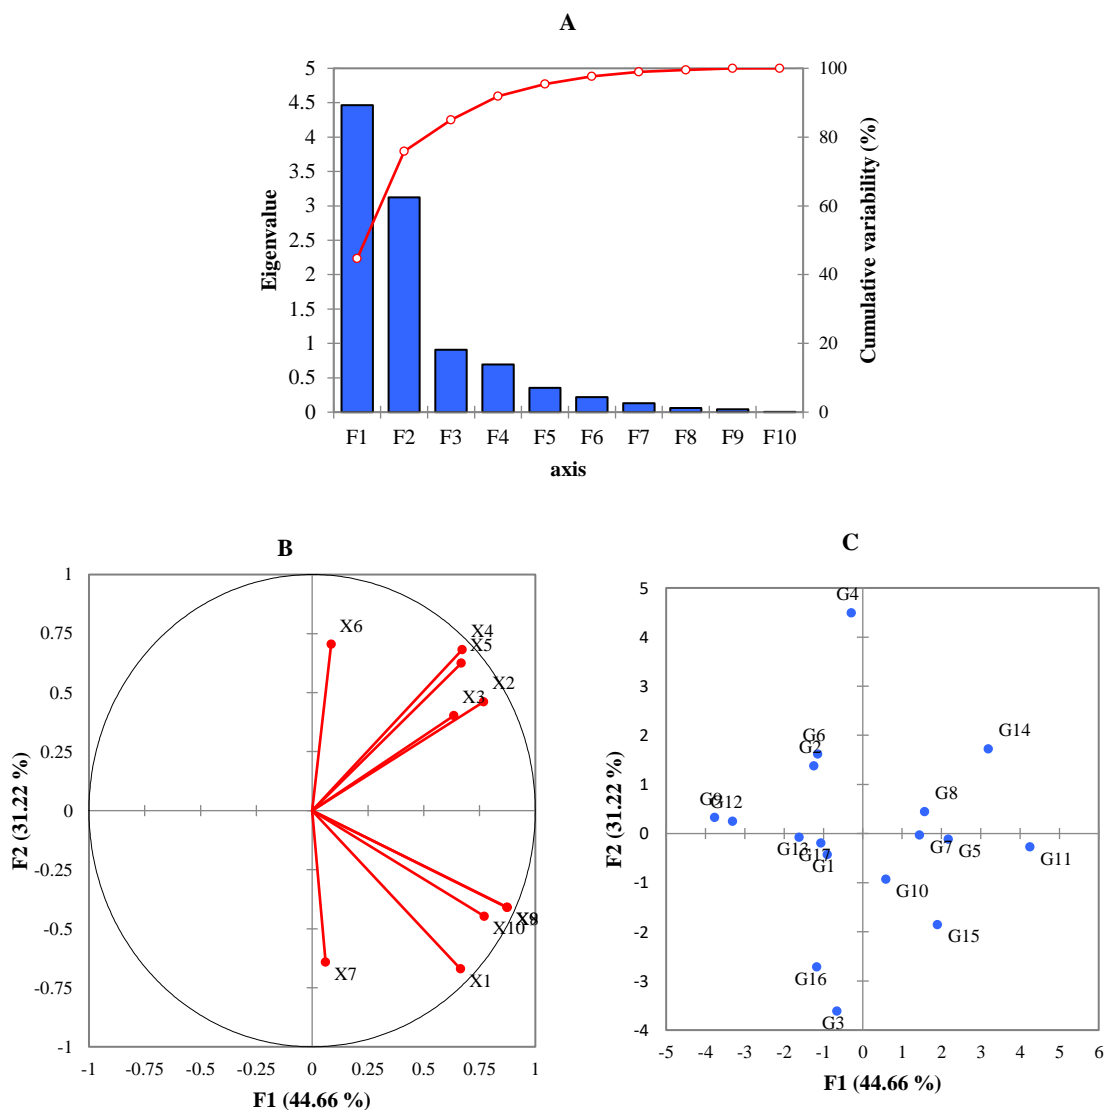 A
5
4.5
4
3.5
3
2.5
2
1.5
1
0.5
0
Eigenvalue
100
80
60
40
20
0
Cumulative variability (%)
F1 F2 F3 F4 F5 F6 F7 F8 F9 F10
axis
B
1
0.75
0.5
0.25
0
-0.25
-0.5
-0.75
-1
F2 (31.22 %)
X6
X4
X5
X2
X3
X10
X7
X1
-1 -0.75 -0.5 -0.25 0 0.25 0.5 0.75 1
F1 (44.66 %)
C
5
4
3
2
1
0
-1
-2
-3
-4
F2 (31.22 %)
G4
G6
G2
G14
G8
G9
G12
G13
G17
G1
G7
G5
G11
G10
G15
G16
G3
-5 -4 -3 -2 -1 0 1 2 3 4 5 6
F1 (44.66 %)